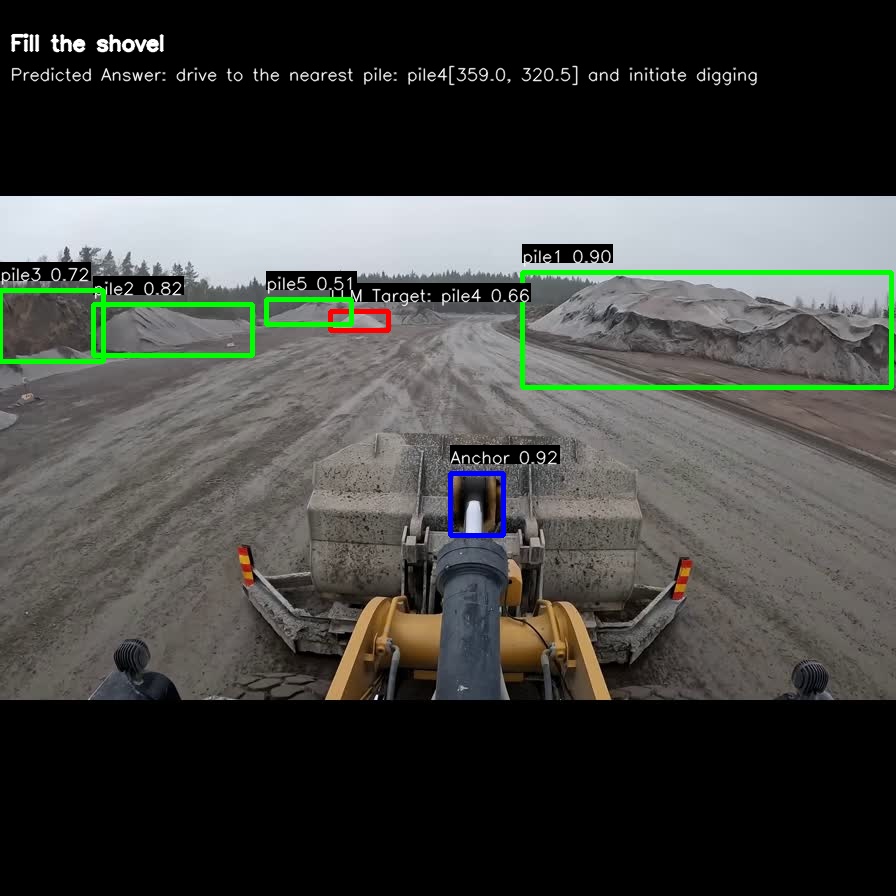 Fill the shovel
Predicted Answer: drive to the nearest pile: pile4[359.0, 320.5] and initiate digging
pile1 0.90
pile3 0.72
pile5 0.51
pile2 0.82
M Target: pile4 0.66
Anchor 0.92